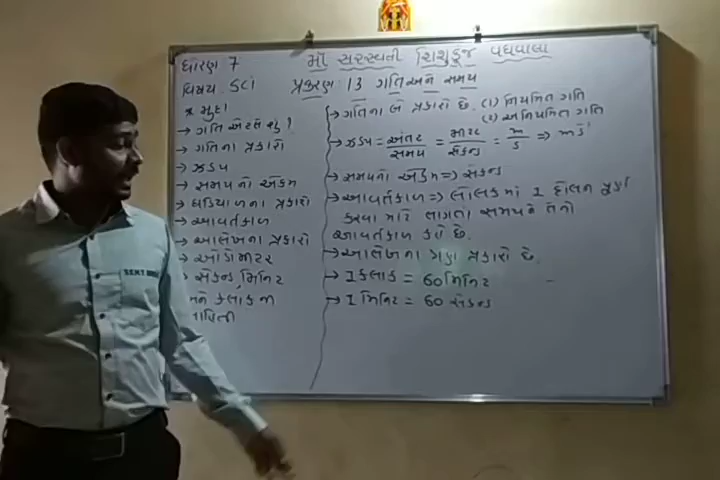 ધોરણ 7
માઁ સરસ્વતી શિશુકુંજ વઘવાલા
વિષય. SCI
પ્રકરણ: 13 ગતિ અને સમય
* મુદા
→ ગતિ એટલે શું!
→ ગતિના પ્રકારો
→ ઝડપ
→ સમયનો એકમ
→ ઘડિયાળના પ્રકારો
→ આવર્તકાળ
→ આલેખના પ્રકારો
→ ઓડોમીટર
→ સેકન્ડ, મિનિટ
અને કલાકની
માહિતી
→ ગતિના બે પ્રકારો છે. (1) નિયમિત ગતિ
(2) અનિયમિત ગતિ
→ ઝડપ = અંતર/સમય = મીટર/સેકન્ડ = m/s ⇒ ms
→ સમયનો એકમ ⇒ સેકન્ડ
→ આવર્તકાળ ⇒ લોલકમાં 1 દોલન પૂર્ણ
કરવા માટે લાગતા સમયને તેનો
આવર્તકાળ કહે છે.
→ આલેખના ત્રણ પ્રકારો છે.
→ 1 કલાક = 60 મિનિટ
→ 1 મિનિટ = 60 સેકન્ડ